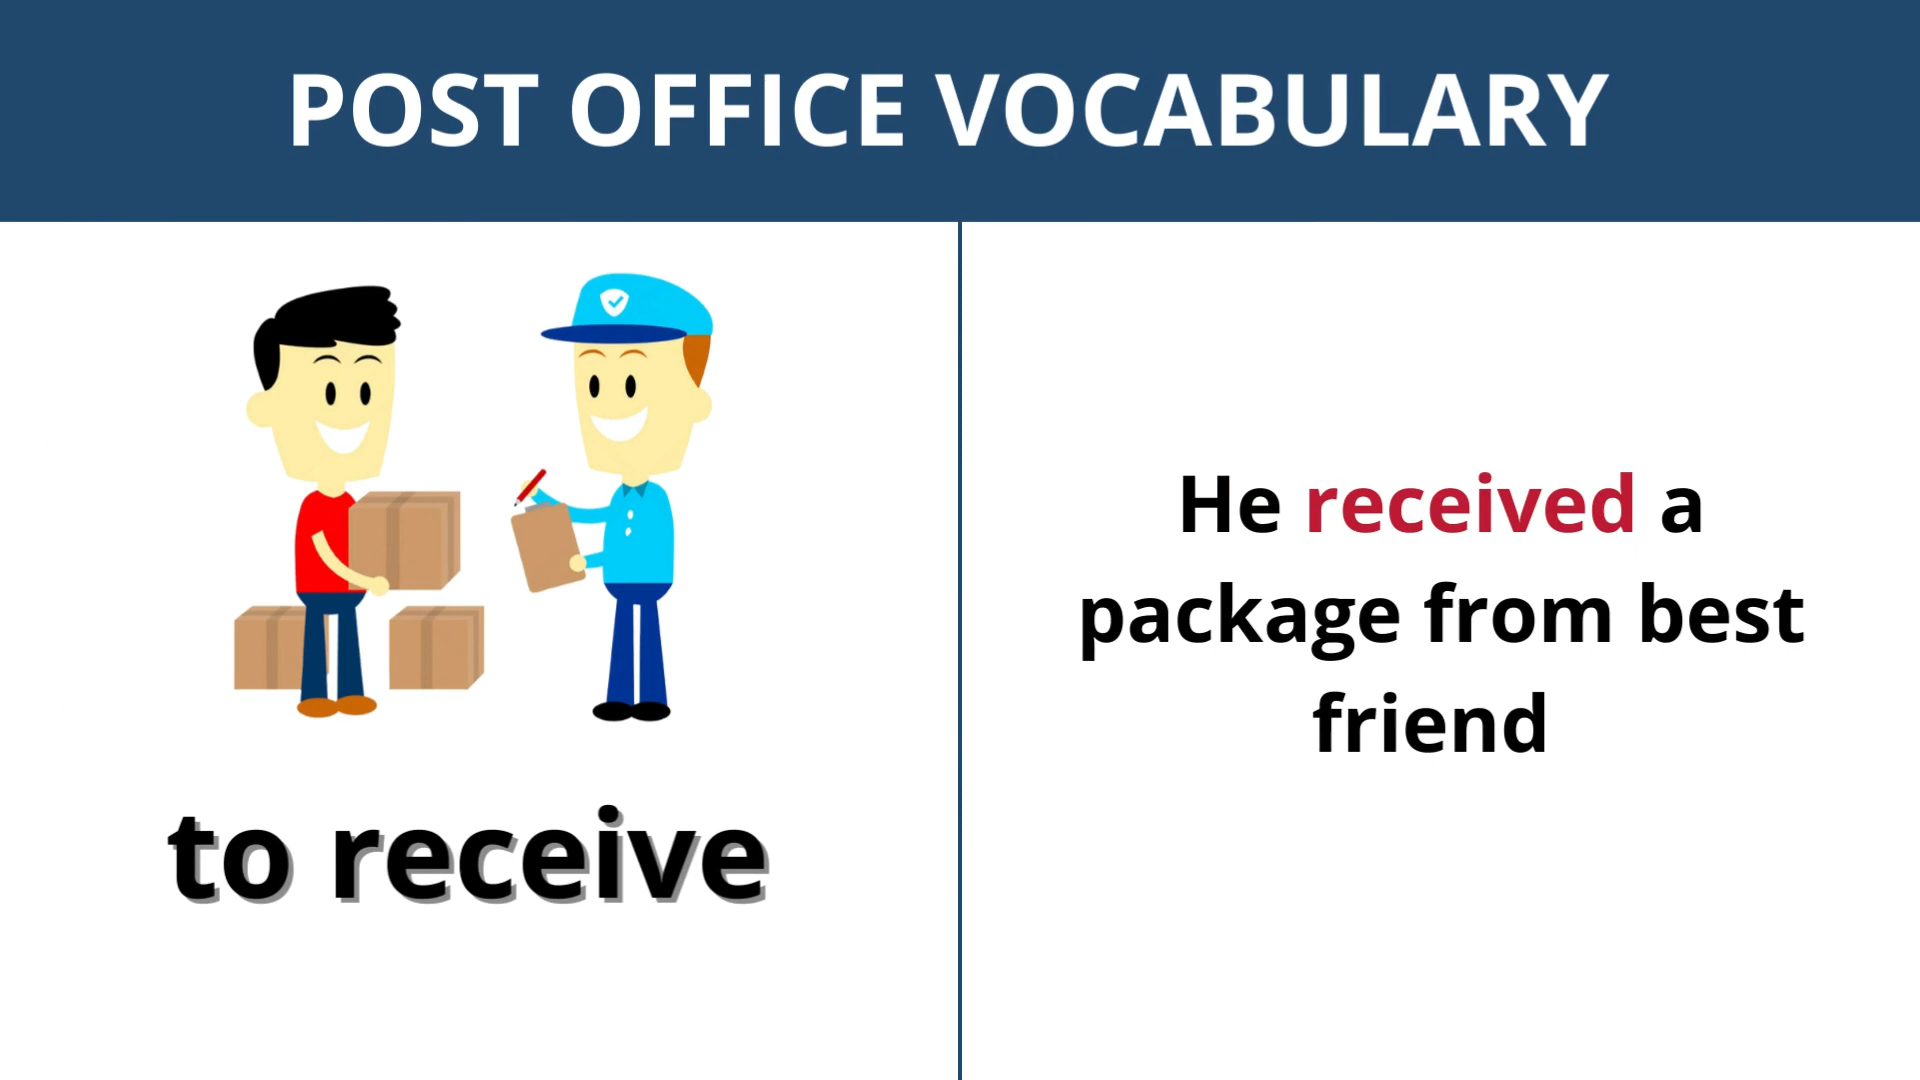 POST OFFICE VOCABULARY
to receive
He received a
package from best
friend